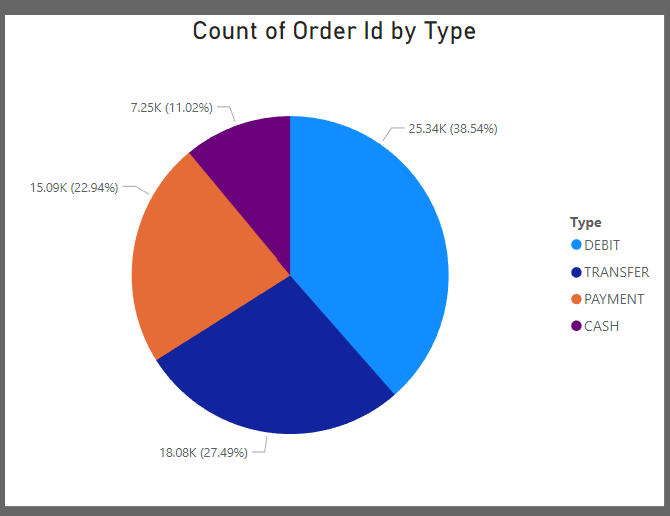 Count of Order Id by Type
7.25K (11.02%)
25.34K (38.54%)
15.09K (22.94%)
18.08K (27.49%)
Type
DEBIT
TRANSFER
PAYMENT
CASH